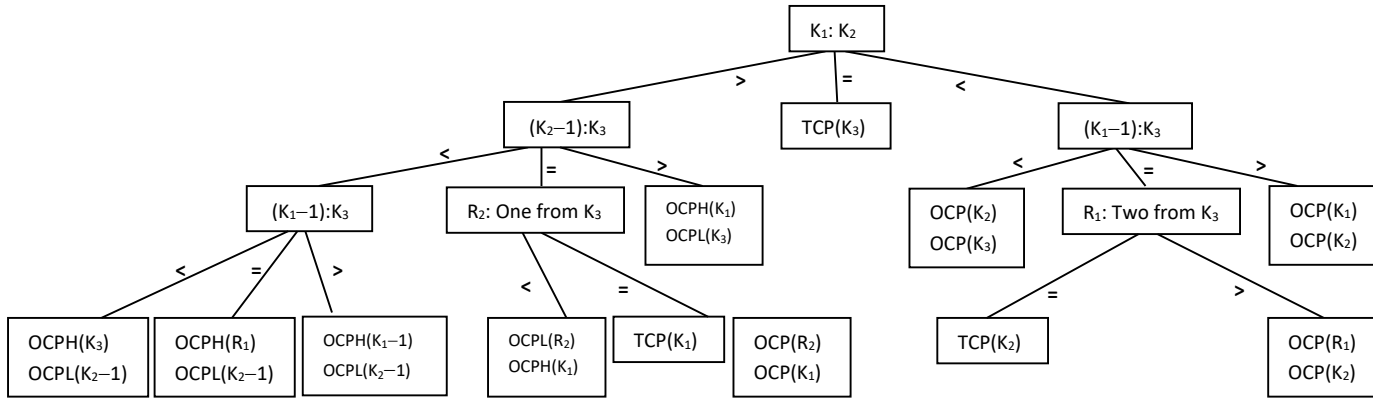 K₁: K₂
> = <
(K₂−1):K₃
TCP(K₃)
(K₁−1):K₃
< = >
< = >
(K₁−1):K₃
R₂: One from K₃
OCPH(K₁)
OCPL(K₃)
OCP(K₂)
OCP(K₃)
R₁: Two from K₃
OCP(K₁)
OCP(K₂)
< = >
< =
= >
OCPH(K₃)
OCPL(K₂−1)
OCPH(R₁)
OCPL(K₂−1)
OCPH(K₁−1)
OCPL(K₂−1)
OCPL(R₂)
OCPH(K₁)
TCP(K₁)
OCP(R₂)
OCP(K₁)
TCP(K₂)
OCP(R₁)
OCP(K₂)